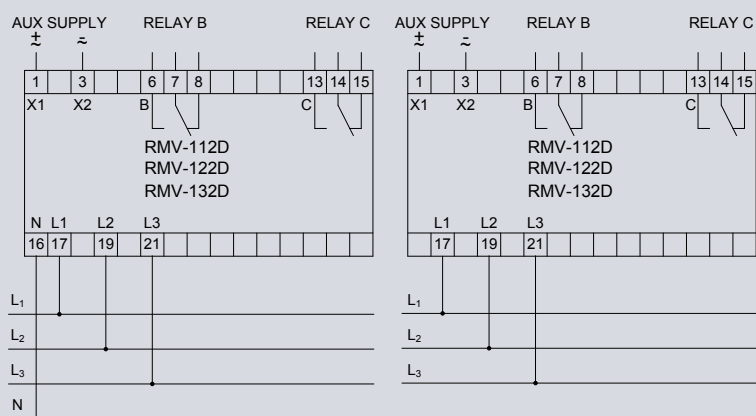 AUX SUPPLY RELAY B RELAY C
± ~ ~
1 3 6 7 8 13 14 15
X1 X2 B C
RMV-112D
RMV-122D
RMV-132D
N L1 L2 L3
16 17 19 21
L₁
L₂
L₃
N
AUX SUPPLY RELAY B RELAY C
± ~ ~
1 3 6 7 8 13 14 15
X1 X2 B C
RMV-112D
RMV-122D
RMV-132D
L1 L2 L3
17 19 21
L₁
L₂
L₃